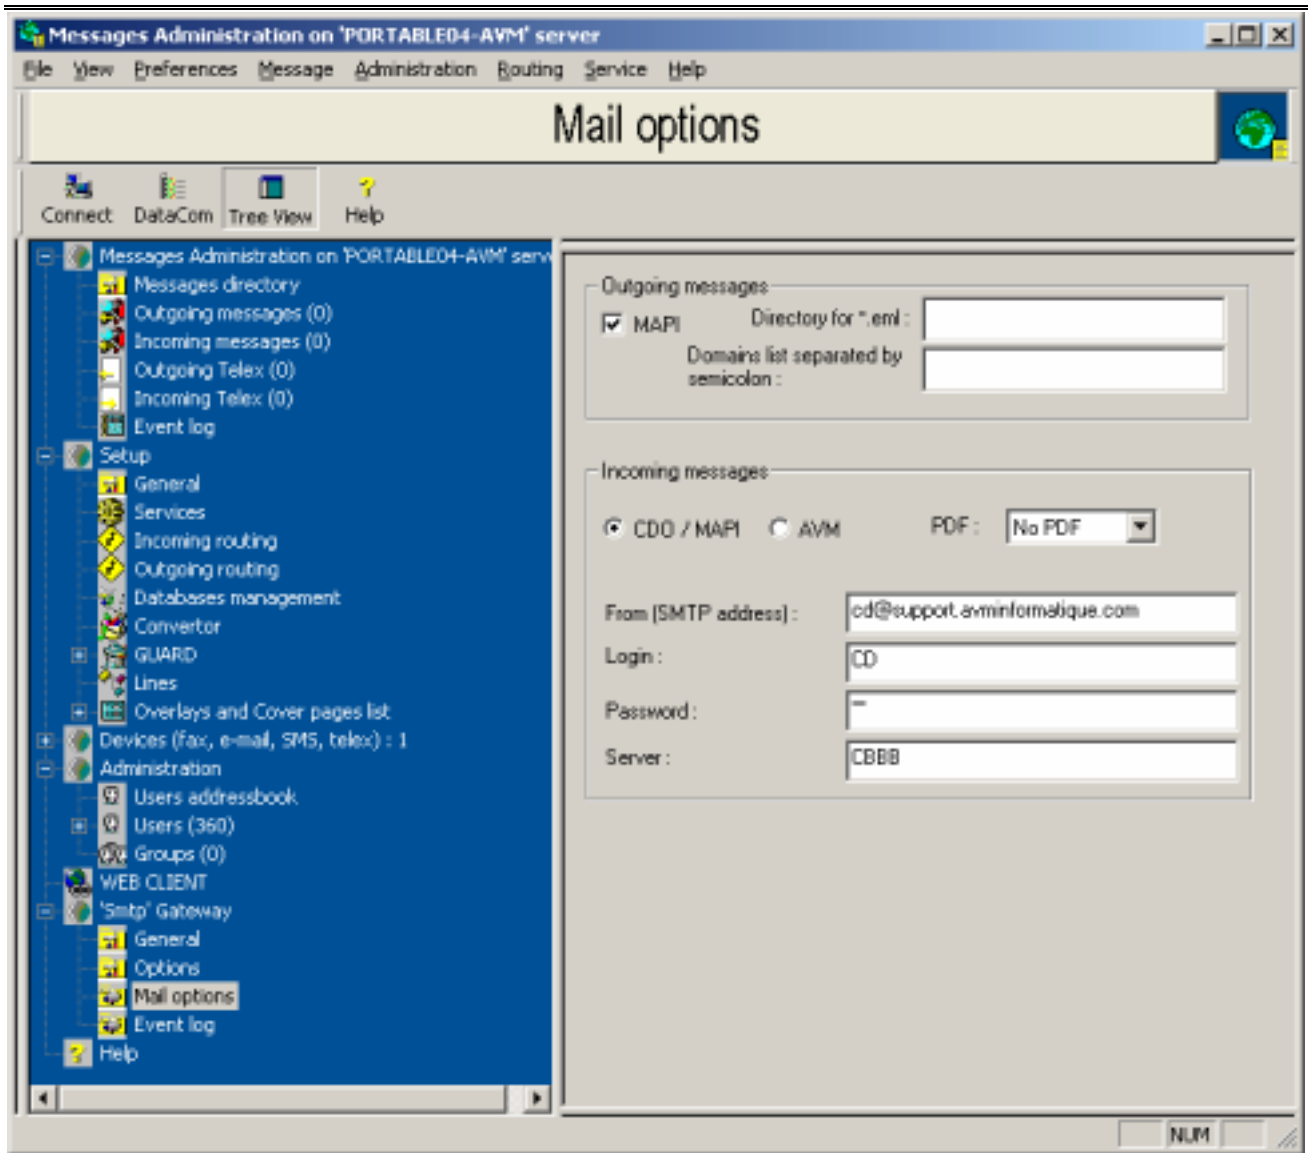 Messages Administration on 'PORTABLE04-AVM' server
File View Preferences Message Administration Routing Service Help
Mail options
Connect DataCom Tree View Help
Messages Administration on 'PORTABLE04-AVM' serv
Messages directory
Outgoing messages (0)
Incoming messages (0)
Outgoing Telex (0)
Incoming Telex (0)
Event log
Setup
General
Services
Incoming routing
Outgoing routing
Databases management
Convertor
GUARD
Lines
Overlays and Cover pages list
Devices (fax, e-mail, SMS, telex) : 1
Administration
Users addressbook
Users (360)
Groups (0)
WEB CLIENT
'Smtp' Gateway
General
Options
Mail options
Event log
Help
Outgoing messages
MAPI Directory for *.eml :
Domains list separated by
semicolon :
Incoming messages
CDO / MAPI AVM PDF : No PDF
From (SMTP address) : cd@support.avminformatique.com
Login : CD
Password : **
Server : CBBB
NUM